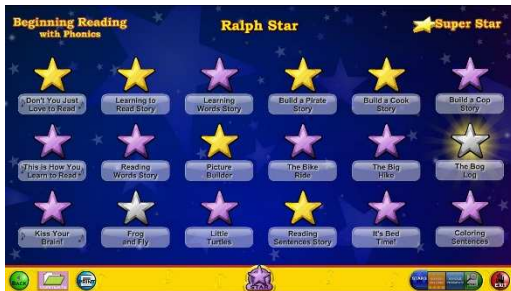 Beginning Reading
with Phonics
Ralph Star
Super Star
Don't You Just
Love to Read
Learning to
Read Story
Learning
Words Story
Build a Pirate
Story
Build a Cook
Story
Build a Cop
Story
This is How You
Learn to Read
Reading
Words Story
Picture
Builder
The Bike
Ride
The Big
Hike
The Bog
Log
Kiss Your
Brain!
Frog
and Fly
Little
Turtles
Reading
Sentences Story
It's Bed
Time!
Coloring
Sentences
BACK
EXIT